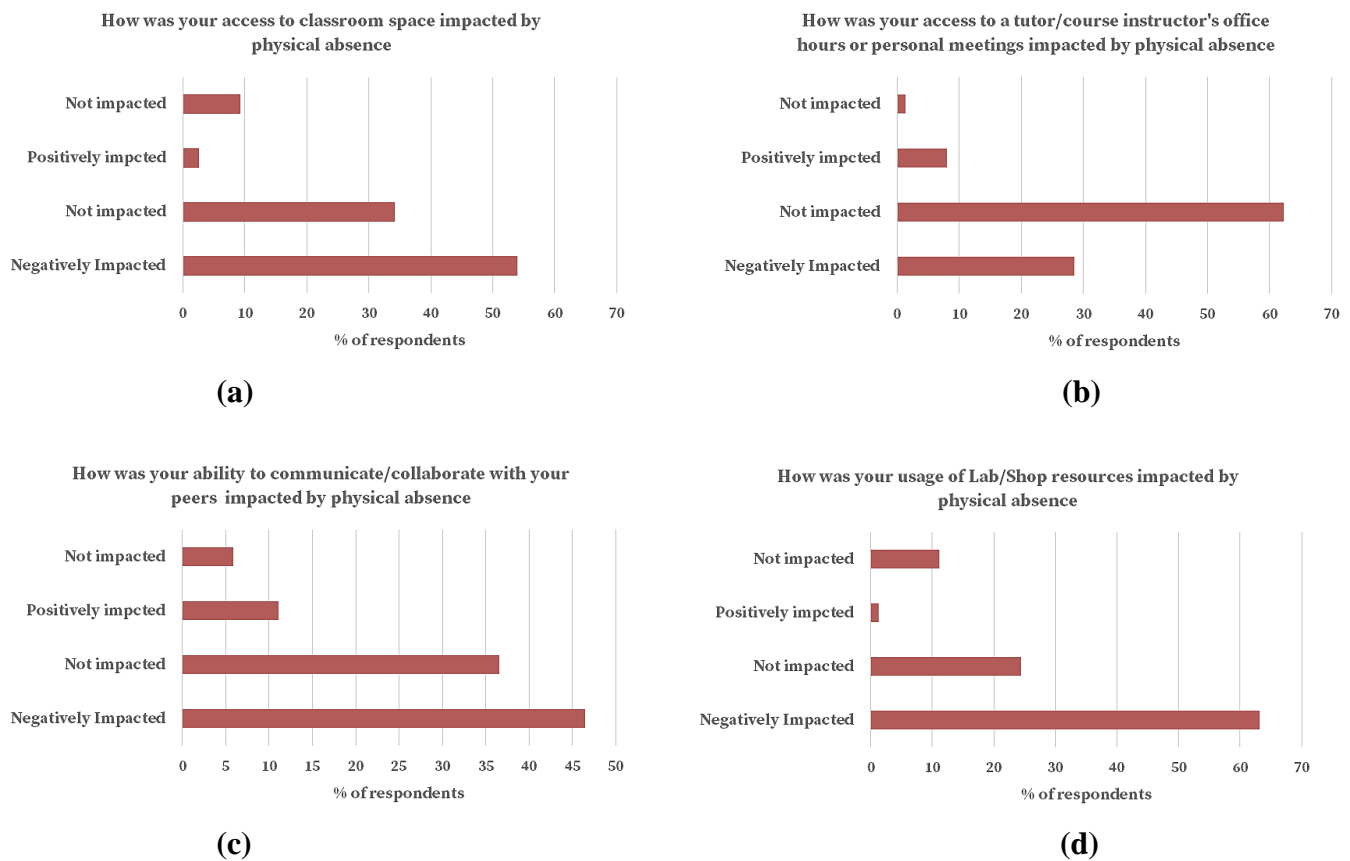 How was your access to classroom space impacted by
physical absence
Not impacted
Positively impcted
Not impacted
Negatively Impacted
0 10 20 30 40 50 60 70
% of respondents
(a)
How was your access to a tutor/course instructor's office
hours or personal meetings impacted by physical absence
Not impacted
Positively impcted
Not impacted
Negatively Impacted
0 10 20 30 40 50 60 70
% of respondents
(b)
How was your ability to communicate/collaborate with your
peers impacted by physical absence
Not impacted
Positively impcted
Not impacted
Negatively Impacted
0 5 10 15 20 25 30 35 40 45 50
% of respondents
(c)
How was your usage of Lab/Shop resources impacted by
physical absence
Not impacted
Positively impcted
Not impacted
Negatively Impacted
0 10 20 30 40 50 60 70
% of respondents
(d)